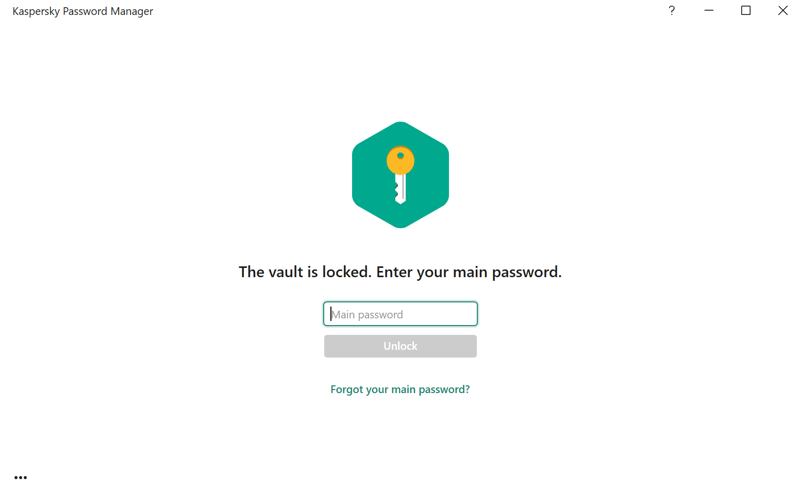 Kaspersky Password Manager
?
The vault is locked. Enter your main password.
Main password
Unlock
Forgot your main password?
•••